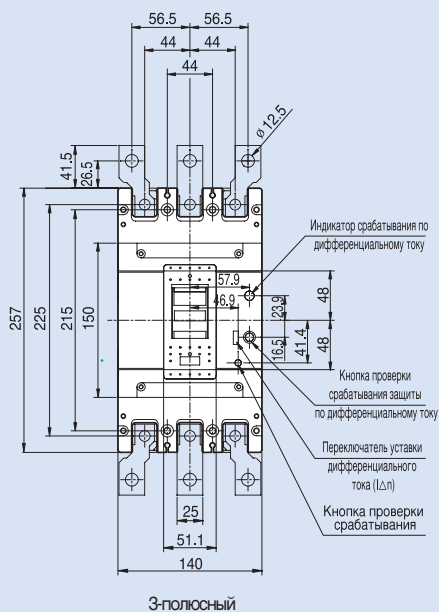 56.5 56.5
44 44
44
ø 12.5
41.5
26.5
Индикатор срабатывания по
дифференциальному току
57.9
46.9
23.9
48
257
225
215
150
16.5
41.4
48
Кнопка проверки
срабатывания защиты
по дифференциальному току
Переключатель уставки
дифференциального
тока (I△n)
Кнопка проверки
срабатывания
25
51.1
140
3-полюсный